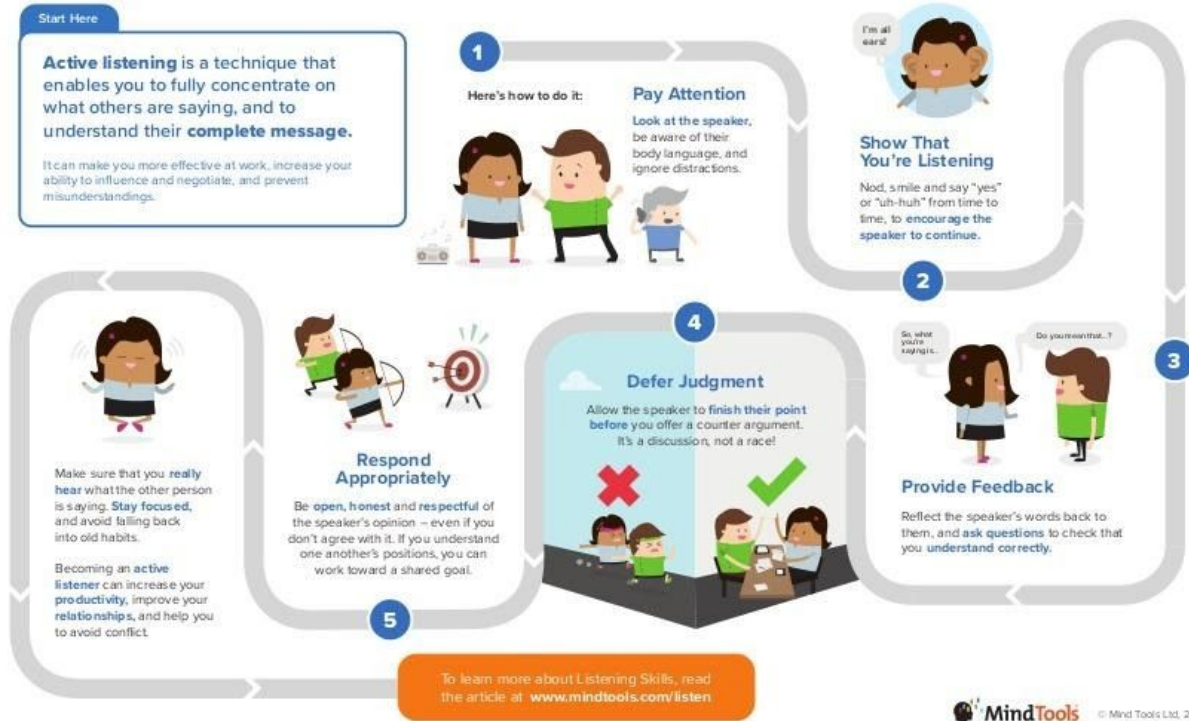 Start Here
Active listening is a technique that
enables you to fully concentrate on
what others are saying, and to
understand their complete message.
It can make you more effective at work, increase your
ability to influence and negotiate, and prevent
misunderstandings.
1
Here's how to do it:
Pay Attention
Look at the speaker,
be aware of their
body language, and
ignore distractions.
I'm all
ears!
Show That
You're Listening
Nod, smile and say "yes"
or "uh-huh" from time to
time, to encourage the
speaker to continue.
2
3
So, what
you're
saying is...
Do you mean that...?
Provide Feedback
Reflect the speaker's words back to
them, and ask questions to check that
you understand correctly.
4
Defer Judgment
Allow the speaker to finish their point
before you offer a counter argument.
It's a discussion, not a race!
Respond
Appropriately
Be open, honest and respectful of
the speaker's opinion – even if you
don't agree with it. If you understand
one another's positions, you can
work toward a shared goal.
5
Make sure that you really
hear what the other person
is saying. Stay focused,
and avoid falling back
into old habits.
Becoming an active
listener can increase your
productivity, improve your
relationships, and help you
to avoid conflict.
To learn more about Listening Skills, read
the article at www.mindtools.com/listen
MindTools
© Mind Tools Ltd, 2